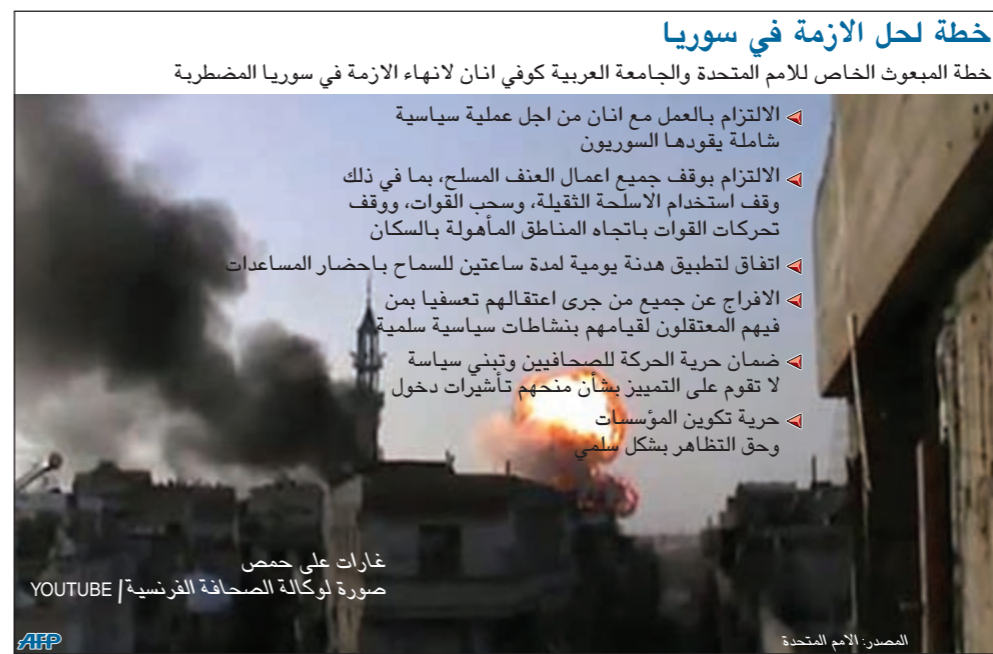 خطة لحل الازمة في سوريا
خطة المبعوث الخاص للامم المتحدة والجامعة العربية كوفي انان لانهاء الازمة في سوريا المضطربة
الالتزام بالعمل مع انان من اجل عملية سياسية
شاملة يقودها السوريون
الالتزام بوقف جميع اعمال العنف المسلح، بما في ذلك
وقف استخدام الاسلحة الثقيلة، وسحب القوات، ووقف
تحركات القوات باتجاه المناطق المأهولة بالسكان
اتفاق لتطبيق هدنة يومية لمدة ساعتين للسماح باحضار المساعدات
الافراج عن جميع من جرى اعتقالهم تعسفيا بمن
فيهم المعتقلون لقيامهم بنشاطات سياسية سلمية
ضمان حرية الحركة للصحافيين وتبني سياسة
لا تقوم على التمييز بشأن منحهم تأشيرات دخول
حرية تكوين المؤسسات
وحق التظاهر بشكل سلمي
غارات على حمص
صورة لوكالة الصحافة الفرنسية| YOUTUBE
المصدر: الامم المتحدة
AFP